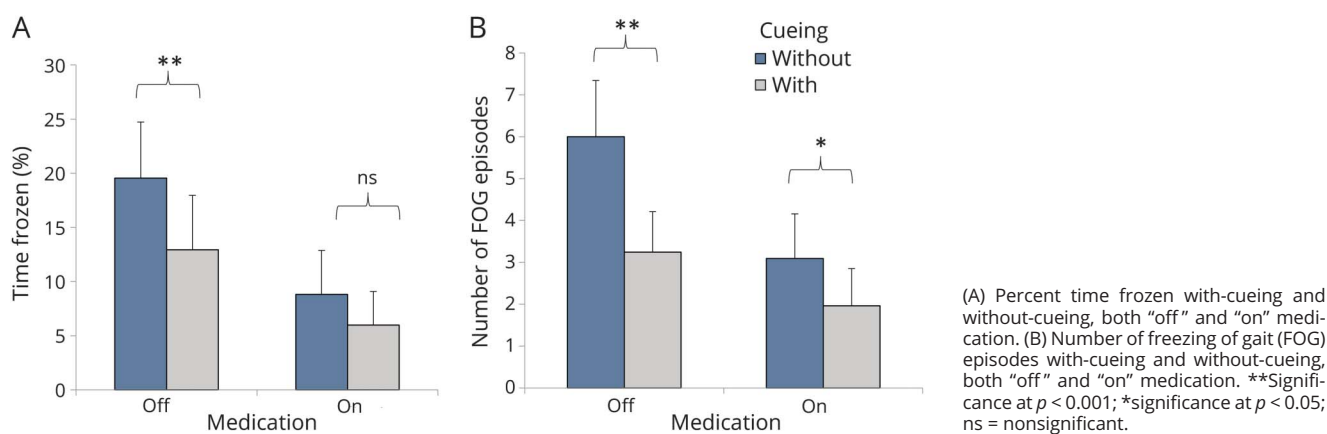 A
Time frozen (%)
30
25
20
15
10
5
0
**
ns
Off
On
Medication
B
Number of FOG episodes
8
7
6
5
4
3
2
1
0
**
*
Off
On
Medication
Cueing
Without
With
(A) Percent time frozen with-cueing and
without-cueing, both “off” and “on” medi-
cation. (B) Number of freezing of gait (FOG)
episodes with-cueing and without-cueing,
both “off” and “on” medication. **Signifi-
cance at p < 0.001; *significance at p < 0.05;
ns = nonsignificant.